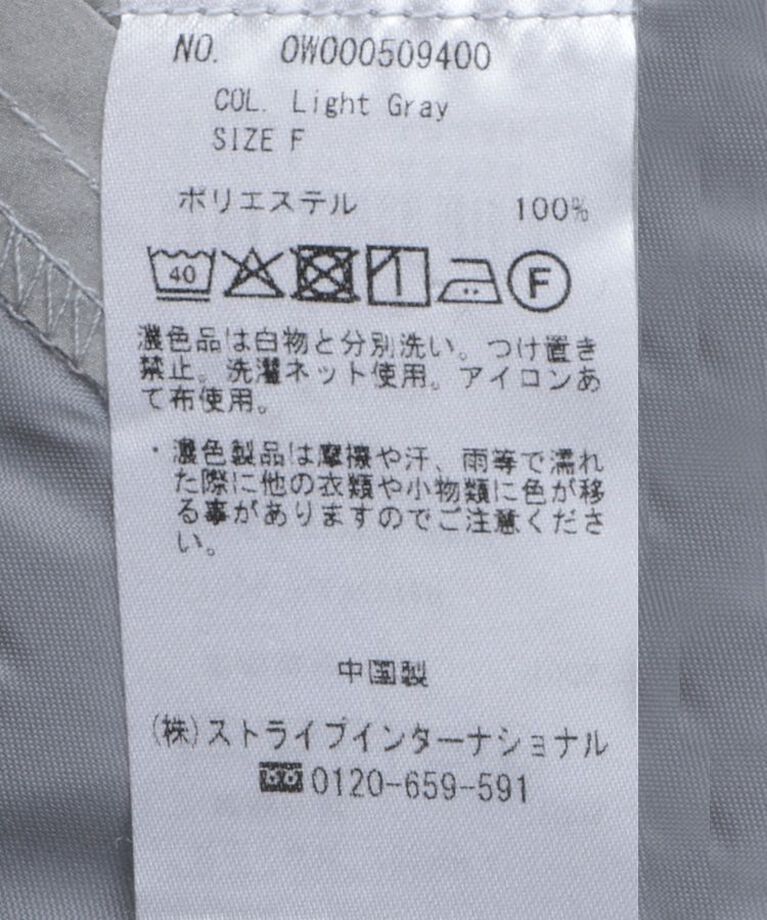 NO. 0W000509400
COL. Light Gray
SIZE F
ポリエステル 100%
40 F
濃色品は白物と分別洗い。つけ置き
禁止。洗濯ネット使用。アイロンあ
て布使用。
・濃色製品は摩擦や汗、雨等で濡れ
た際に他の衣類や小物類に色が移
る事がありますのでご注意くださ
い。
中国製
(株)ストライプインターナショナル
0120-659-591